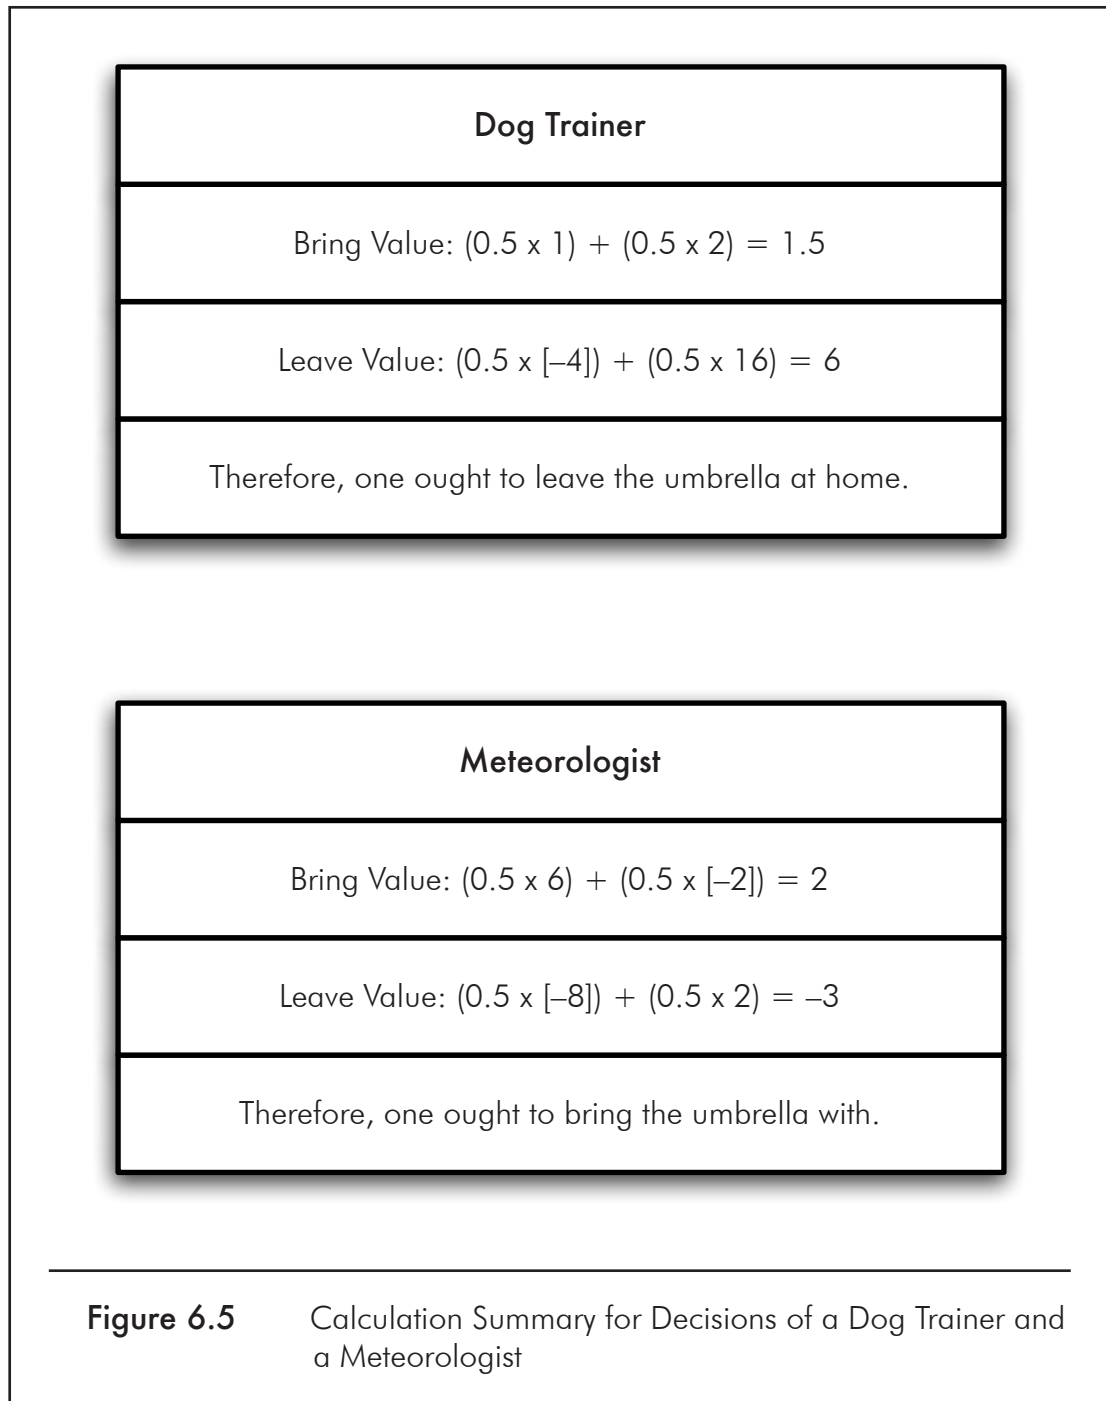 Dog Trainer
Bring Value: (0.5 x 1) + (0.5 x 2) = 1.5
Leave Value: (0.5 x [–4]) + (0.5 x 16) = 6
Therefore, one ought to leave the umbrella at home.
Meteorologist
Bring Value: (0.5 x 6) + (0.5 x [–2]) = 2
Leave Value: (0.5 x [–8]) + (0.5 x 2) = –3
Therefore, one ought to bring the umbrella with.
Figure 6.5 Calculation Summary for Decisions of a Dog Trainer and
a Meteorologist